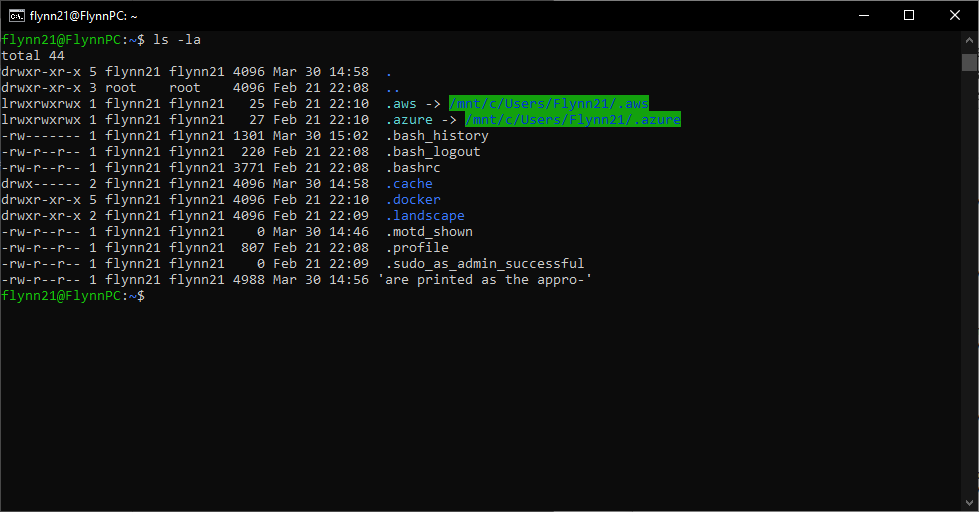 flynn21@FlynnPC: ~
flynn21@FlynnPC:~$ ls -la
total 44
drwxr-xr-x 5 flynn21 flynn21 4096 Mar 30 14:58  .
drwxr-xr-x 3 root    root    4096 Feb 21 22:08  ..
lrwxrwxrwx 1 flynn21 flynn21   25 Feb 21 22:10  .aws -> /mnt/c/Users/Flynn21/.aws
lrwxrwxrwx 1 flynn21 flynn21   27 Feb 21 22:10  .azure -> /mnt/c/Users/Flynn21/.azure
-rw------- 1 flynn21 flynn21 1301 Mar 30 15:02  .bash_history
-rw-r--r-- 1 flynn21 flynn21  220 Feb 21 22:08  .bash_logout
-rw-r--r-- 1 flynn21 flynn21 3771 Feb 21 22:08  .bashrc
drwx------ 2 flynn21 flynn21 4096 Mar 30 14:58  .cache
drwxr-xr-x 5 flynn21 flynn21 4096 Feb 21 22:10  .docker
drwxr-xr-x 2 flynn21 flynn21 4096 Feb 21 22:09  .landscape
-rw-r--r-- 1 flynn21 flynn21    0 Mar 30 14:46  .motd_shown
-rw-r--r-- 1 flynn21 flynn21  807 Feb 21 22:08  .profile
-rw-r--r-- 1 flynn21 flynn21    0 Feb 21 22:09  .sudo_as_admin_successful
-rw-r--r-- 1 flynn21 flynn21 4988 Mar 30 14:56 'are printed as the appro-'
flynn21@FlynnPC:~$